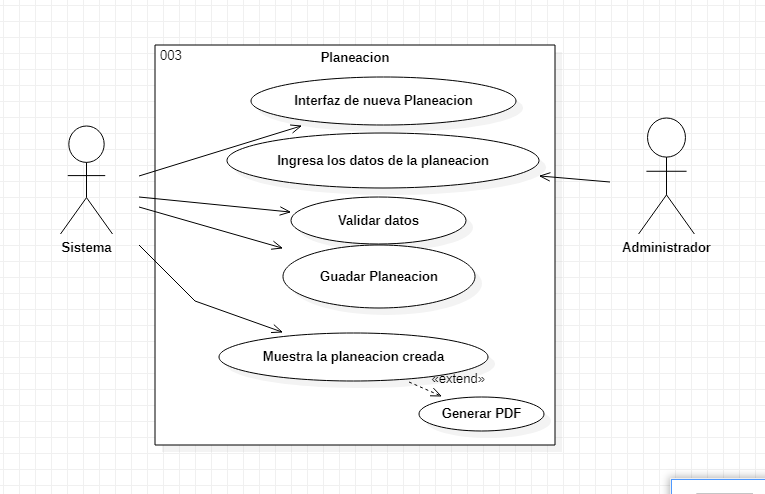 003
Planeacion
Interfaz de nueva Planeacion
Ingresa los datos de la planeacion
Validar datos
Sistema
Administrador
Guadar Planeacion
Muestra la planeacion creada
«extend»
Generar PDF